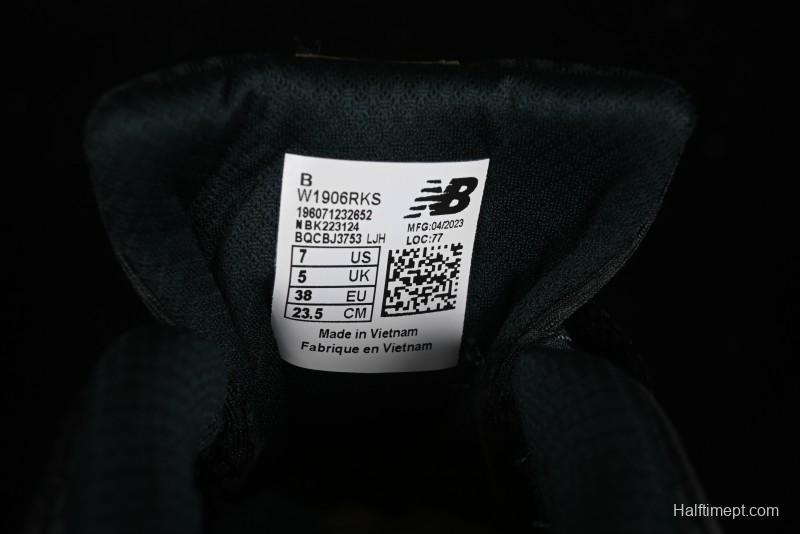 B
W1906RKS
196071232652
NBK223124
BQCBJ3753 LJH
NB
MFG:04/2023
LOC:77
7 US
5 UK
38 EU
23.5 CM
Made in Vietnam
Fabrique en Vietnam
Halftimept.com